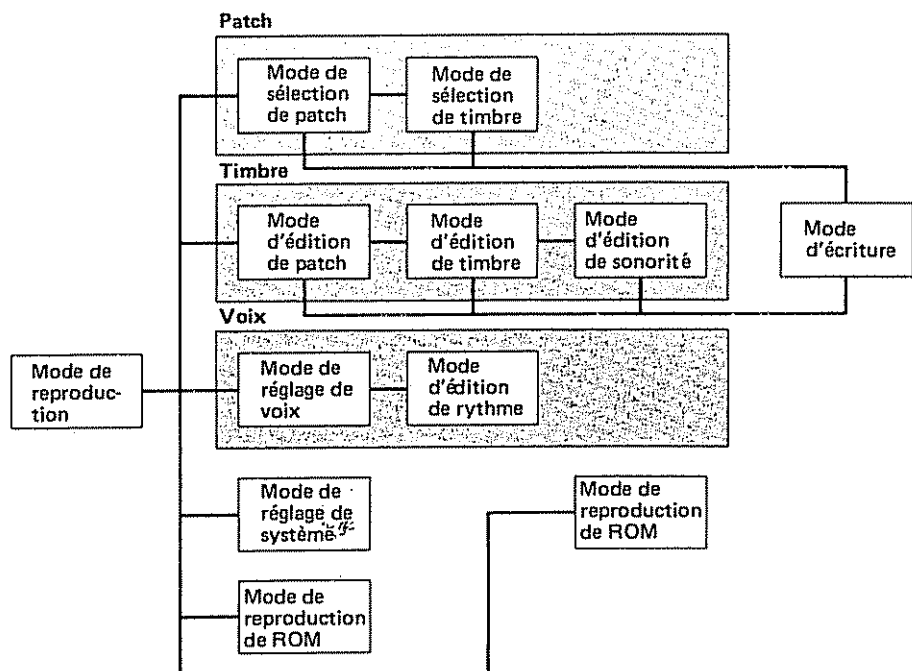 Patch
Mode de
sélection
de patch
Mode de
sélection
de timbre
Timbre
Mode
d'édition
de patch
Mode
d'édition
de timbre
Mode
d'édition
de sonorité
Mode
d'écriture
Voix
Mode de
reproduc-
tion
Mode de
réglage de
voix
Mode
d'édition
de rythme
Mode de
réglage de
système
Mode de
reproduction
de ROM
Mode de
reproduction
de ROM